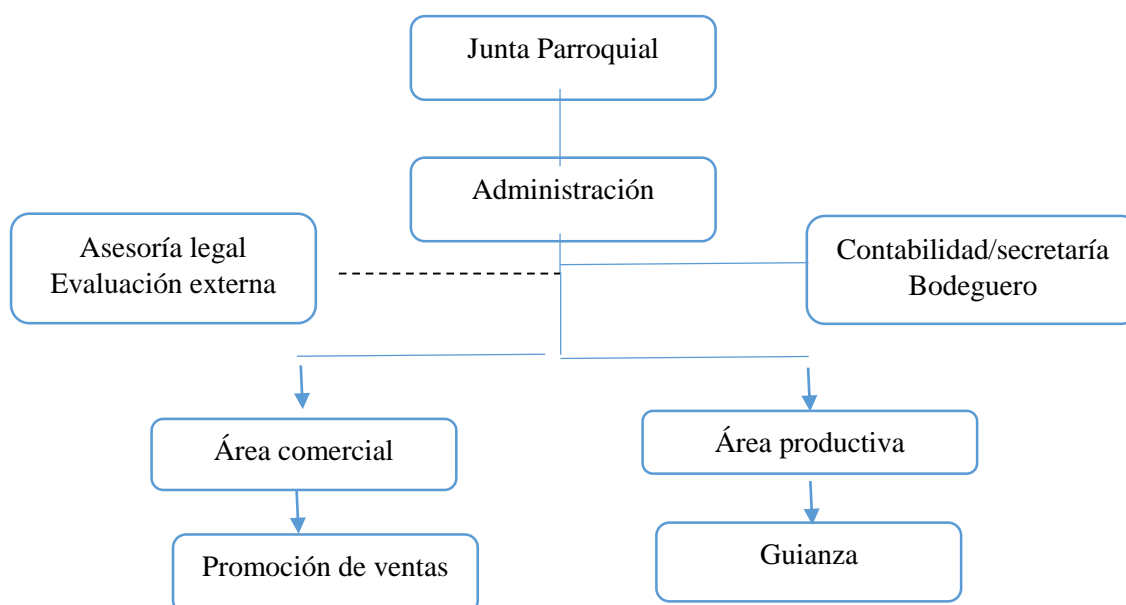 Junta Parroquial
Administración
Asesoría legal
Evaluación externa
Contabilidad/secretaría
Bodeguero
Área comercial
Área productiva
Promoción de ventas
Guianza